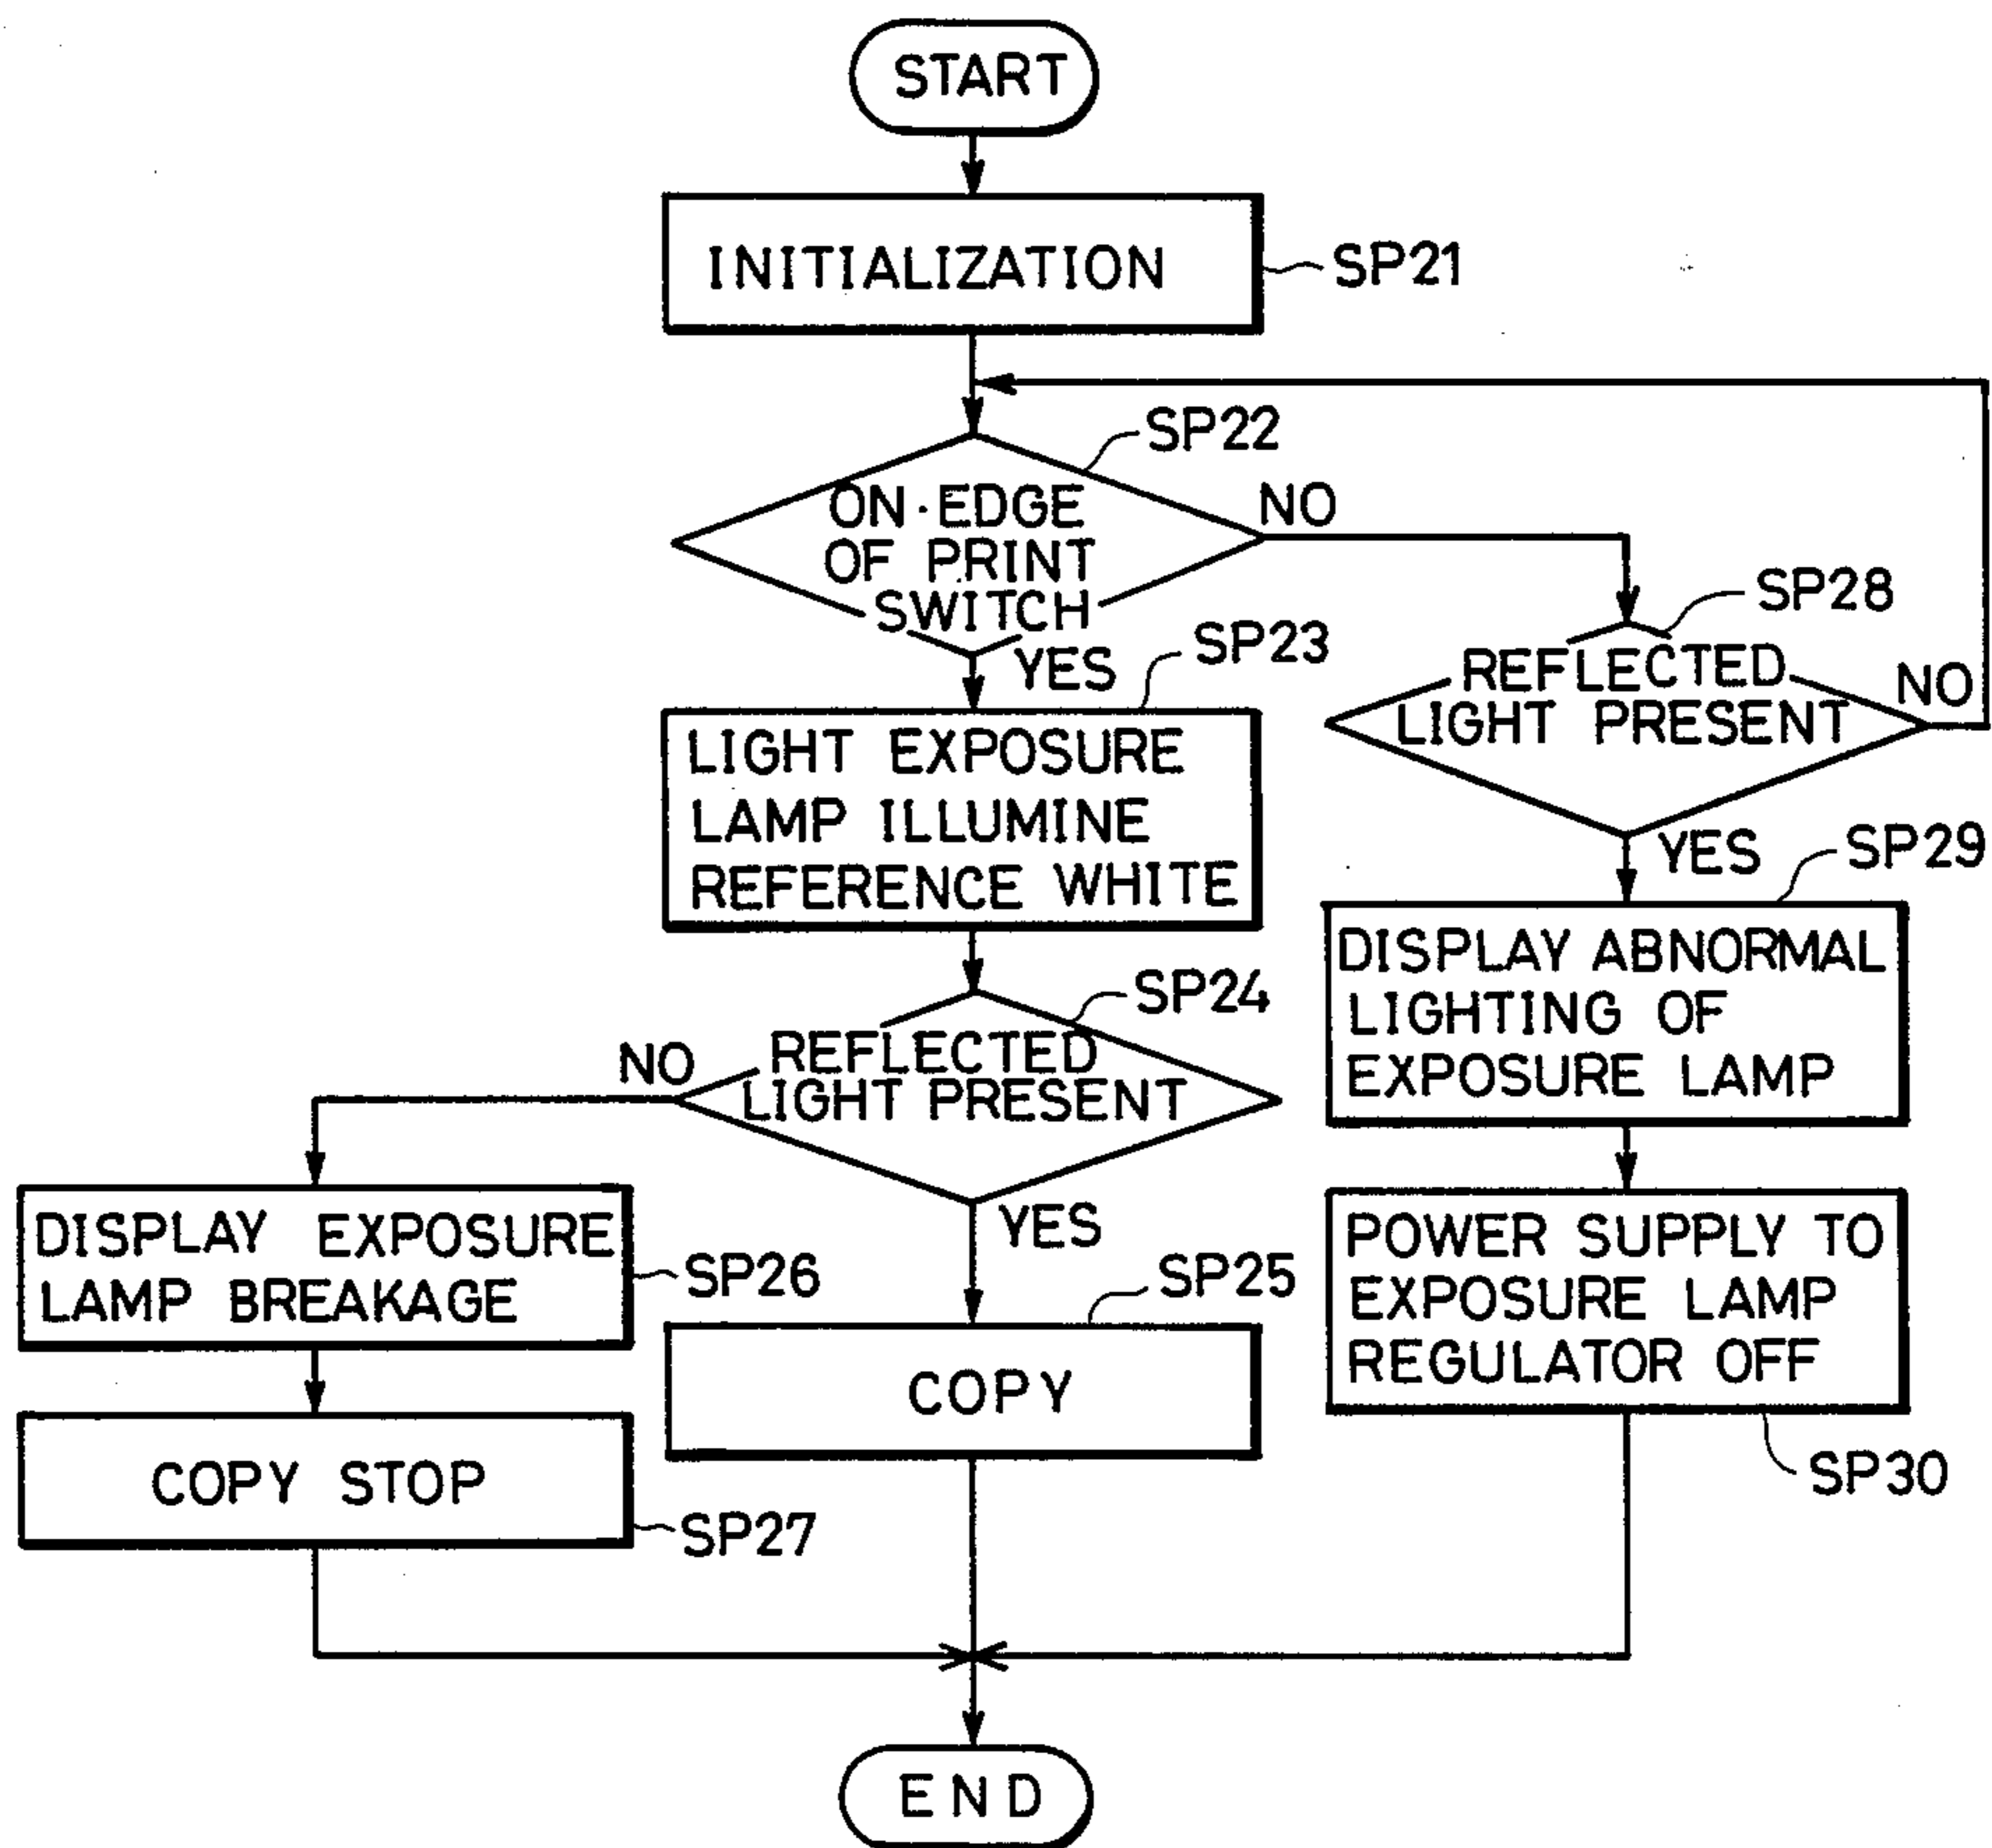 START
INITIALIZATION
SP21
SP22
ON·EDGE
OF PRINT
SWITCH
NO
YES
SP28
REFLECTED
LIGHT PRESENT
NO
YES
SP23
LIGHT EXPOSURE
LAMP ILLUMINE
REFERENCE WHITE
SP29
DISPLAY ABNORMAL
LIGHTING OF
EXPOSURE LAMP
SP24
REFLECTED
LIGHT PRESENT
NO
YES
DISPLAY EXPOSURE
LAMP BREAKAGE
SP26
SP25
COPY
POWER SUPPLY TO
EXPOSURE LAMP
REGULATOR OFF
SP30
COPY STOP
SP27
END